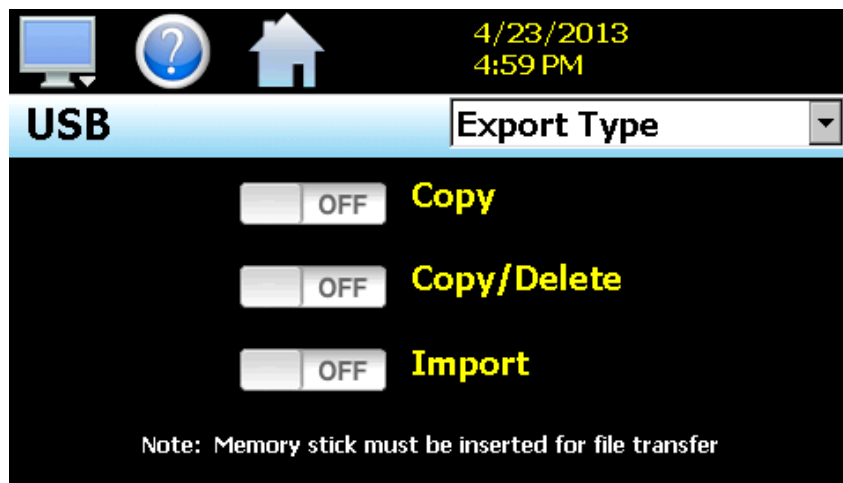 ?
4/23/2013
4:59 PM
USB
Export Type
OFF Copy
OFF Copy/Delete
OFF Import
Note: Memory stick must be inserted for file transfer